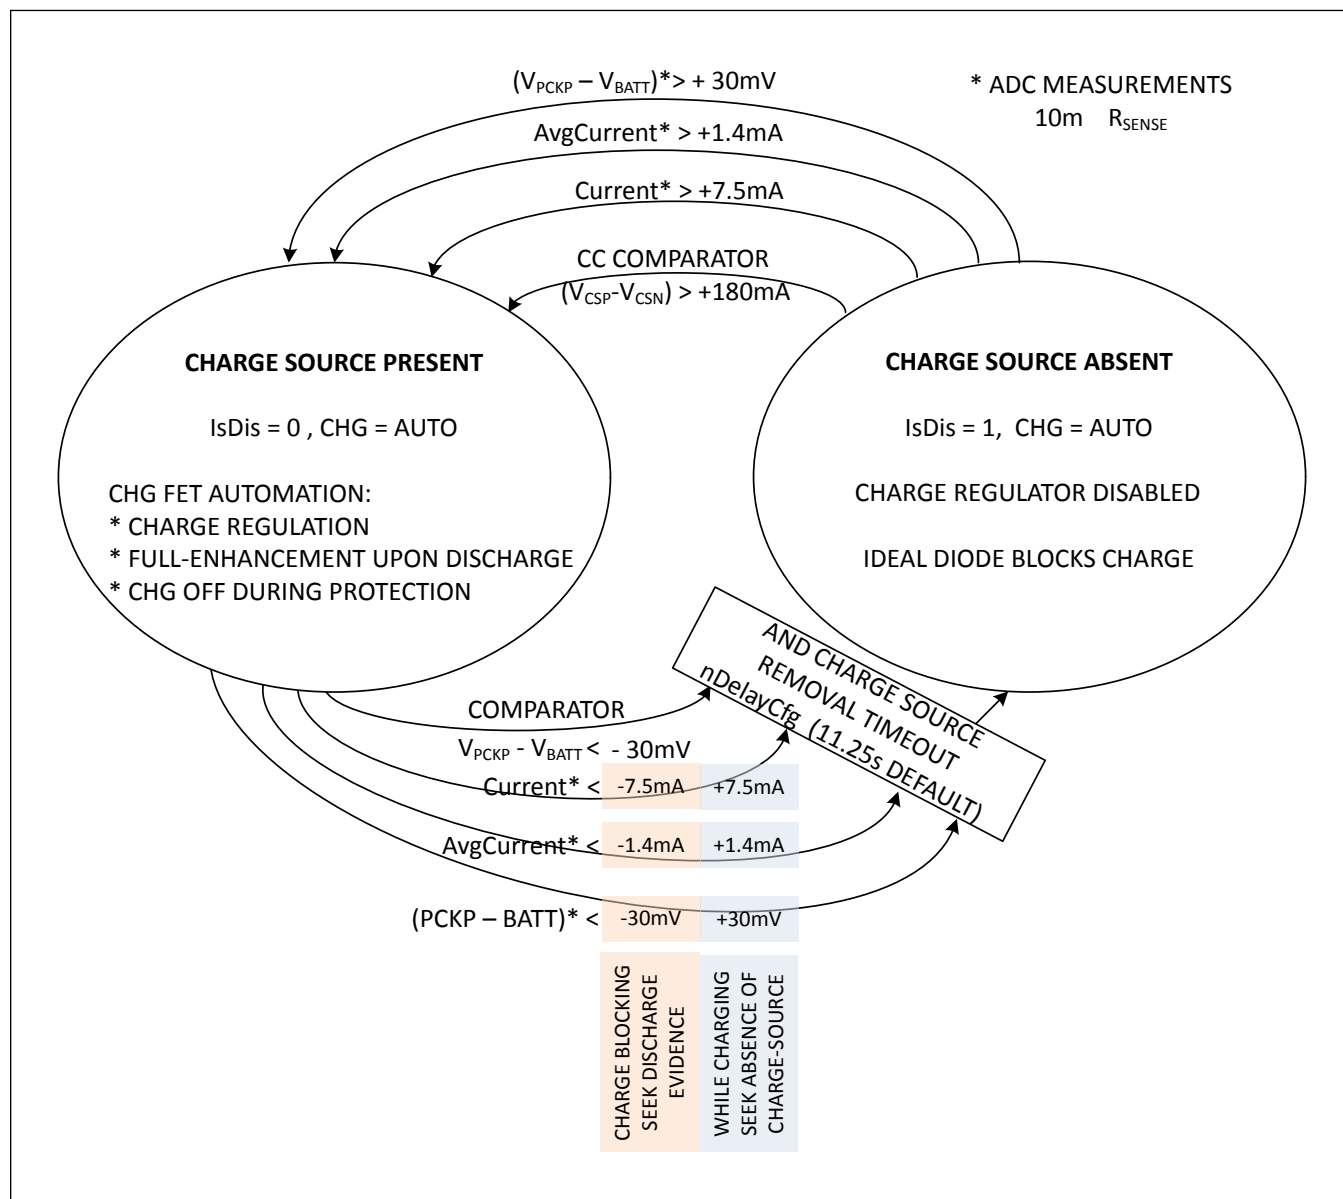 (VPCKP – VBATT)*> + 30mV
* ADC MEASUREMENTS
10m RSENSE
AvgCurrent* > +1.4mA
Current* > +7.5mA
CC COMPARATOR
(VCSP-VCSN) > +180mA
CHARGE SOURCE PRESENT
IsDis = 0 , CHG = AUTO
CHG FET AUTOMATION:
* CHARGE REGULATION
* FULL-ENHANCEMENT UPON DISCHARGE
* CHG OFF DURING PROTECTION
CHARGE SOURCE ABSENT
IsDis = 1, CHG = AUTO
CHARGE REGULATOR DISABLED
IDEAL DIODE BLOCKS CHARGE
AND CHARGE SOURCE
REMOVAL TIMEOUT
nDelayCfg (11.25s DEFAULT)
COMPARATOR
VPCKP - VBATT < - 30mV
Current* < -7.5mA +7.5mA
AvgCurrent* < -1.4mA +1.4mA
(PCKP – BATT)* < -30mV +30mV
CHARGE BLOCKING
SEEK DISCHARGE
EVIDENCE
WHILE CHARGING
SEEK ABSENCE OF
CHARGE-SOURCE